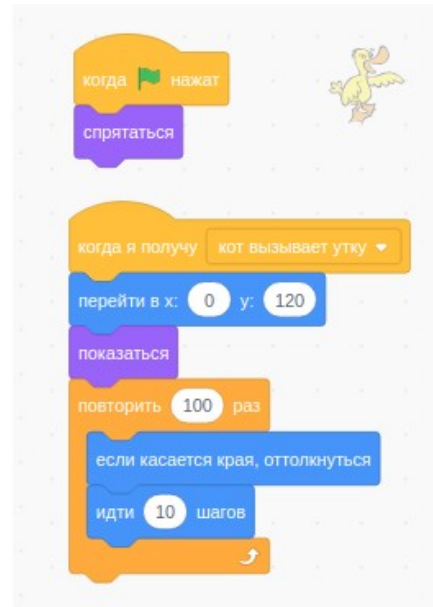 когда нажат
спрятаться
когда я получу кот вызывает утку
перейти в x: 0 y: 120
показаться
повторить 100 раз
если касается края, оттолкнуться
идти 10 шагов